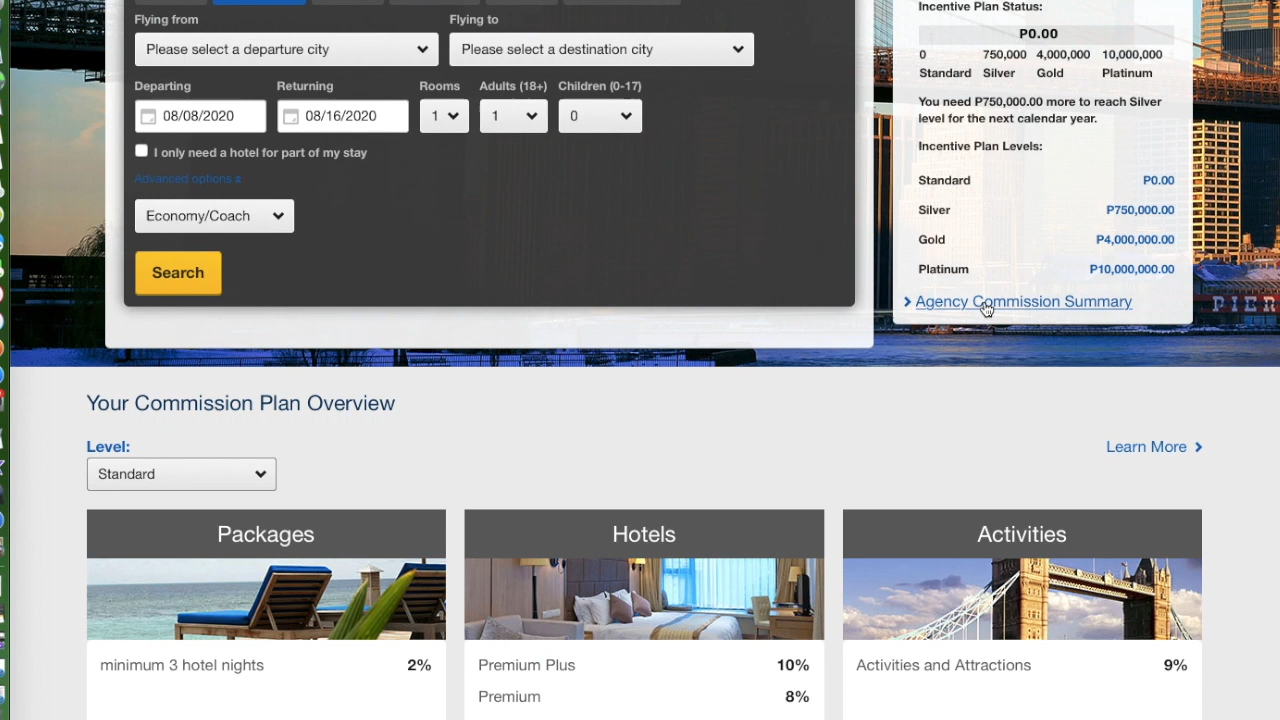 Flying from
Flying to
Please select a departure city
Please select a destination city
Departing
Returning
Rooms
Adults (18+)
Children (0-17)
08/08/2020
08/16/2020
1
1
0
I only need a hotel for part of my stay
Advanced options
Economy/Coach
Search
Incentive Plan Status:
P0.00
0 750,000 4,000,000 10,000,000
Standard Silver Gold Platinum
You need P750,000.00 more to reach Silver
level for the next calendar year.
Incentive Plan Levels:
Standard P0.00
Silver P750,000.00
Gold P4,000,000.00
Platinum P10,000,000.00
Agency Commission Summary
PIER
Your Commission Plan Overview
Level:
Learn More
Standard
Packages
minimum 3 hotel nights 2%
Hotels
Premium Plus 10%
Premium 8%
Activities
Activities and Attractions 9%